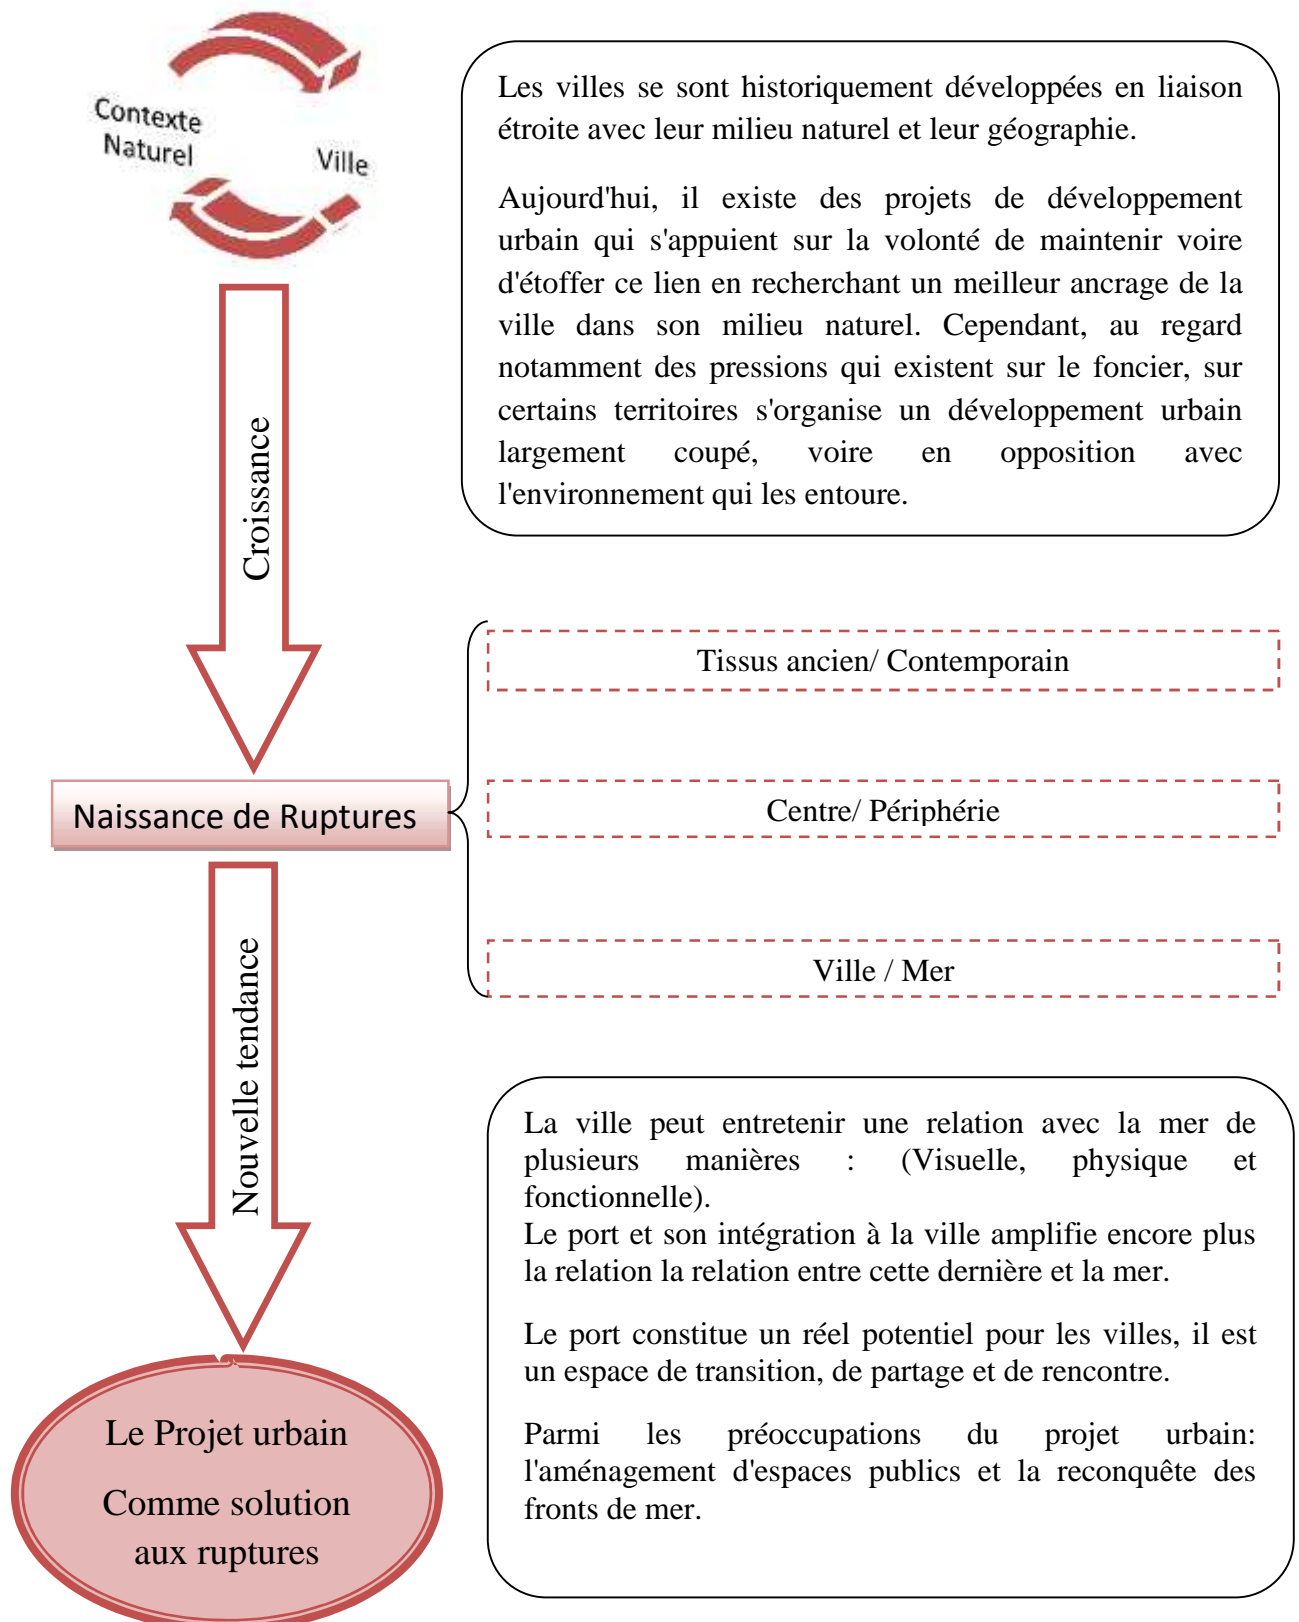 Contexte
Naturel
Ville
Les villes se sont historiquement développées en liaison
étroite avec leur milieu naturel et leur géographie.
Aujourd'hui, il existe des projets de développement
urbain qui s'appuient sur la volonté de maintenir voire
d'étoffer ce lien en recherchant un meilleur ancrage de la
ville dans son milieu naturel. Cependant, au regard
notamment des pressions qui existent sur le foncier, sur
certains territoires s'organise un développement urbain
largement coupé, voire en opposition avec
l'environnement qui les entoure.
Croissance
Tissus ancien/ Contemporain
Naissance de Ruptures
Centre/ Périphérie
Ville / Mer
Nouvelle tendance
La ville peut entretenir une relation avec la mer de
plusieurs manières : (Visuelle, physique et
fonctionnelle).
Le port et son intégration à la ville amplifie encore plus
la relation la relation entre cette dernière et la mer.
Le port constitue un réel potentiel pour les villes, il est
un espace de transition, de partage et de rencontre.
Parmi les préoccupations du projet urbain:
l'aménagement d'espaces publics et la reconquête des
fronts de mer.
Le Projet urbain
Comme solution
aux ruptures